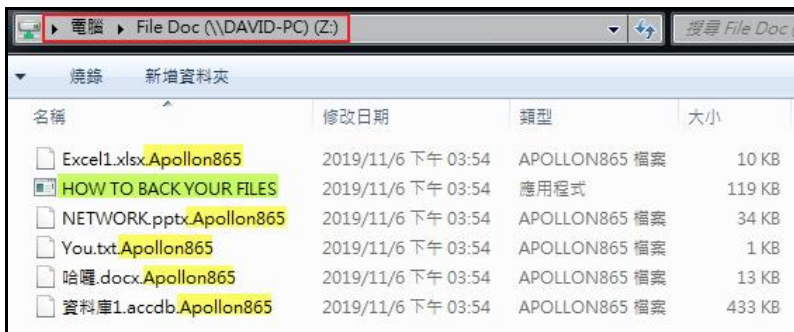 電腦 ▸ File Doc (\\DAVID-PC) (Z:) 搜尋 File Doc
燒錄 新增資料夾
名稱 修改日期 類型 大小
Excel1.xlsx.Apollon865 2019/11/6 下午 03:54 APOLLON865 檔案 10 KB
HOW TO BACK YOUR FILES 2019/11/6 下午 03:54 應用程式 119 KB
NETWORK.pptx.Apollon865 2019/11/6 下午 03:54 APOLLON865 檔案 34 KB
You.txt.Apollon865 2019/11/6 下午 03:54 APOLLON865 檔案 1 KB
哈囉.docx.Apollon865 2019/11/6 下午 03:54 APOLLON865 檔案 13 KB
資料庫1.accdb.Apollon865 2019/11/6 下午 03:54 APOLLON865 檔案 433 KB